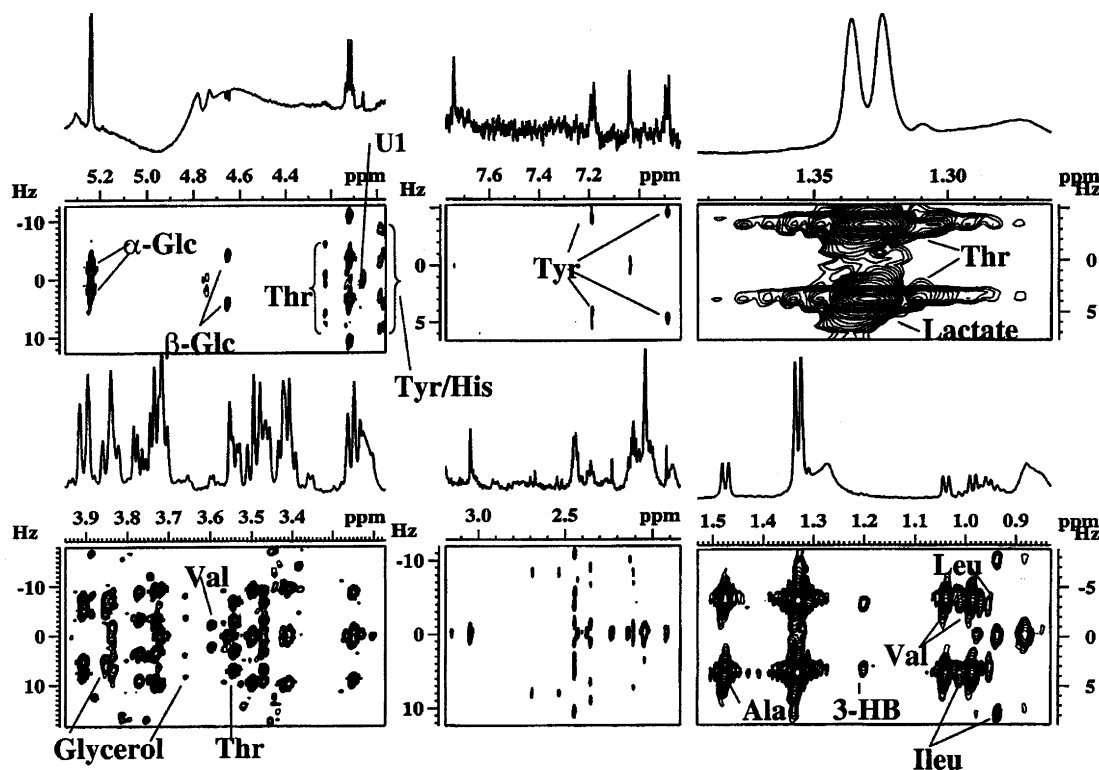 U1
Hz 5.2 5.0 4.8 4.6 4.4 ppm
Hz 7.6 7.4 7.2 ppm
1.35 1.30 ppm Hz
-10
0
10
α-Glc
β-Glc
Thr
Tyr/His
0
5
Tyr
0
5
Thr
Lactate
Hz 3.9 3.8 3.7 3.6 3.5 3.4 ppm
Hz 3.0 2.5 ppm
1.5 1.4 1.3 1.2 1.1 1.0 0.9 ppm Hz
-10
0
10
Val
Glycerol
Thr
-10
0
10
-5
0
5
Leu
Val
Ala
3-HB
Ileu